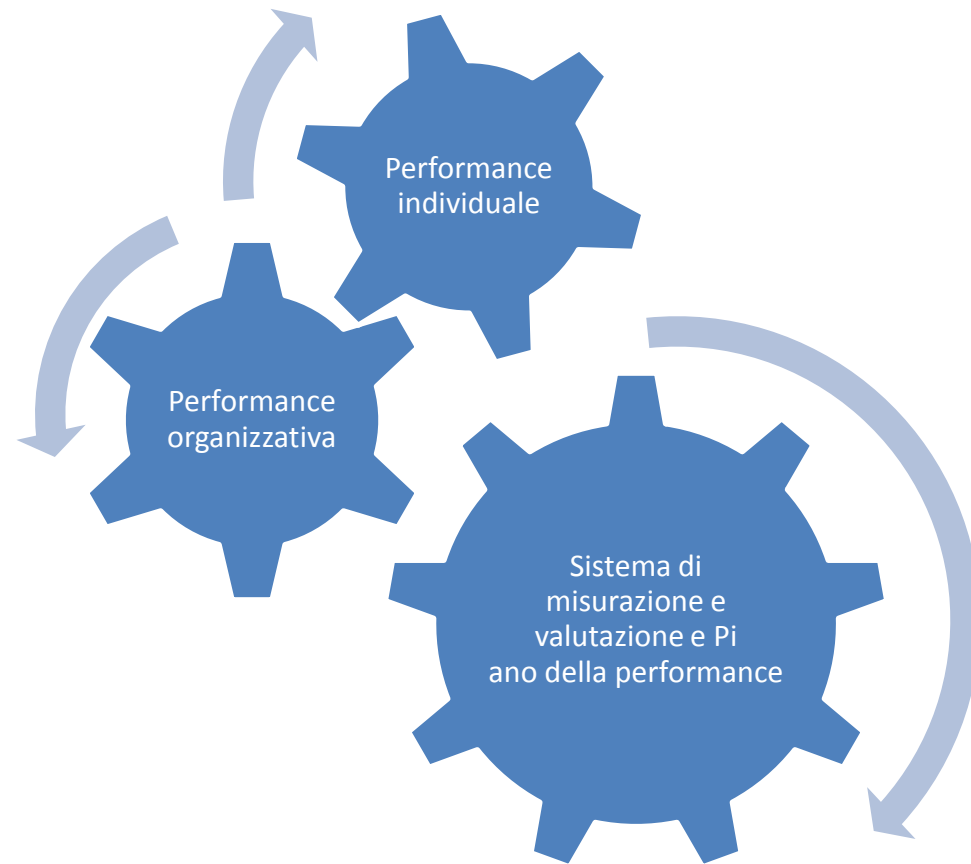 Performance
individuale
Performance
organizzativa
Sistema di
misurazione e
valutazione e Pi
ano della performance